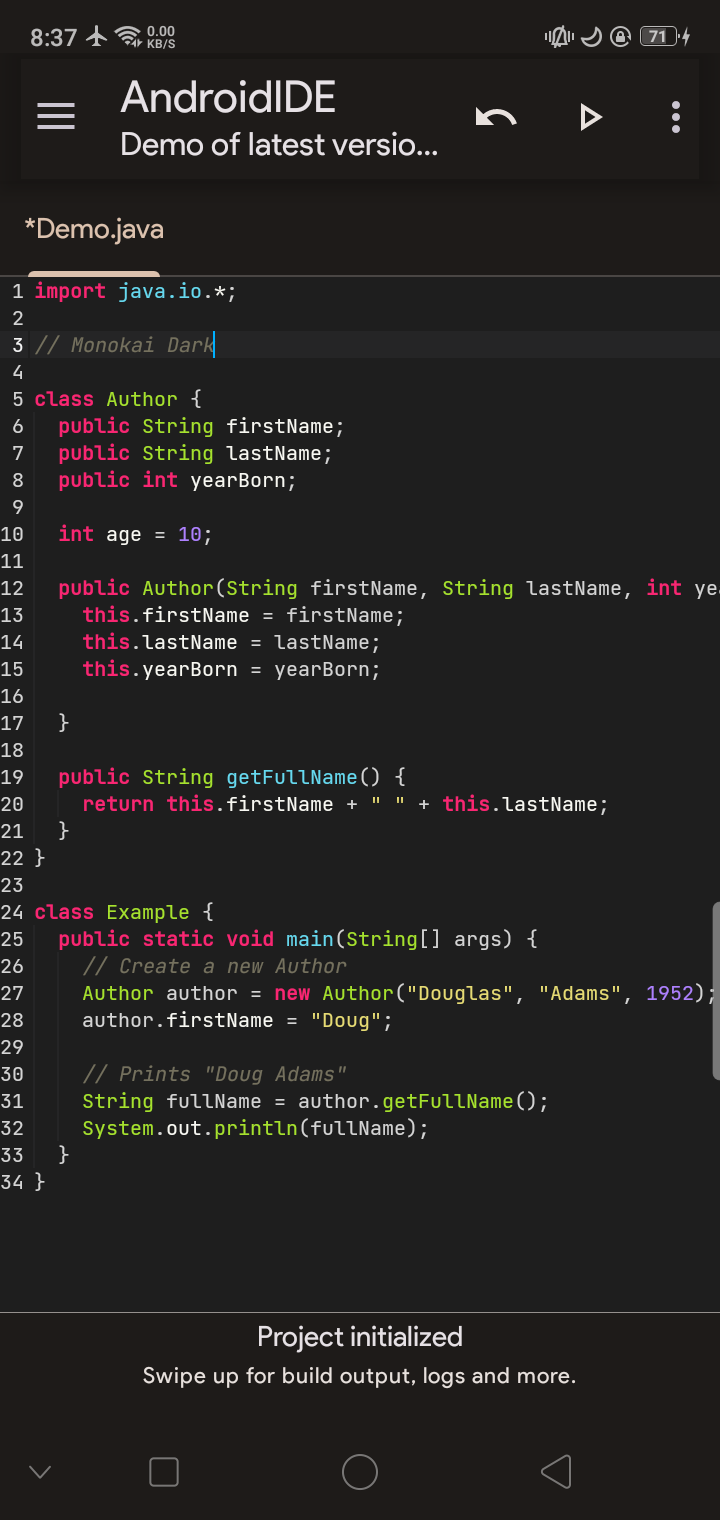 8:37 0.00 KB/S 71
AndroidIDE
Demo of latest versio...
*Demo.java
1 import java.io.*;
2
3 // Monokai Dark
4
5 class Author {
6   public String firstName;
7   public String lastName;
8   public int yearBorn;
9
10   int age = 10;
11
12   public Author(String firstName, String lastName, int ye
13     this.firstName = firstName;
14     this.lastName = lastName;
15     this.yearBorn = yearBorn;
16
17   }
18
19   public String getFullName() {
20     return this.firstName + " " + this.lastName;
21   }
22 }
23
24 class Example {
25   public static void main(String[] args) {
26     // Create a new Author
27     Author author = new Author("Douglas", "Adams", 1952);
28     author.firstName = "Doug";
29
30     // Prints "Doug Adams"
31     String fullName = author.getFullName();
32     System.out.println(fullName);
33   }
34 }
Project initialized
Swipe up for build output, logs and more.